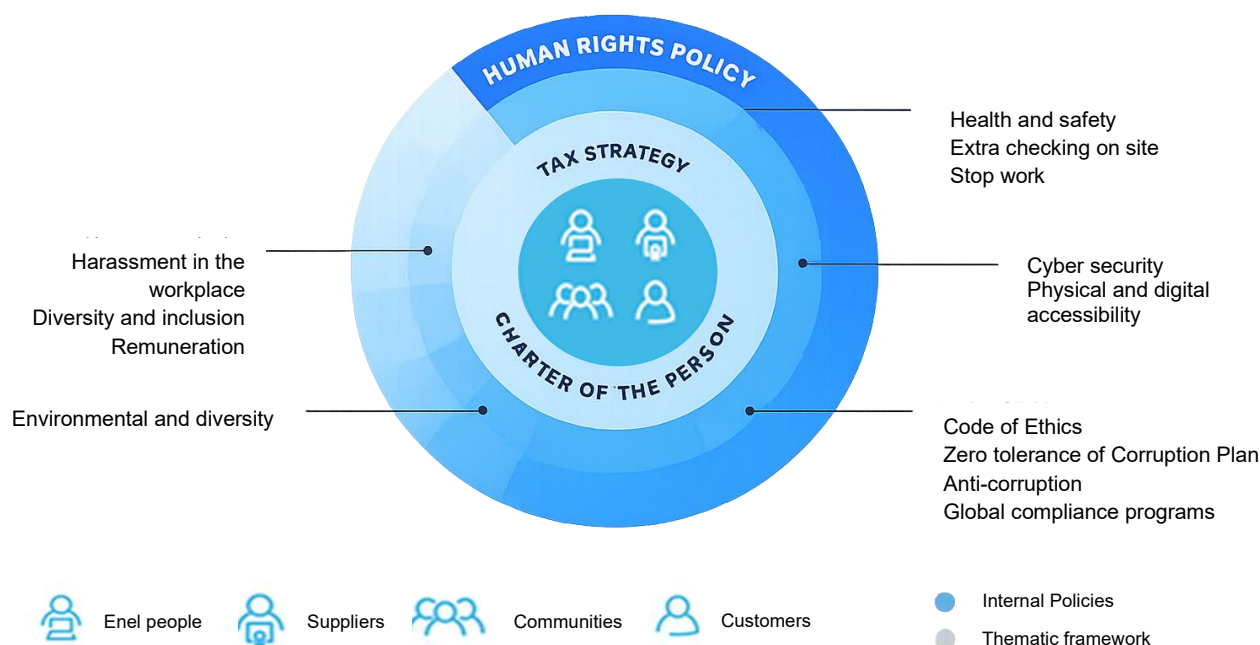 HUMAN RIGHTS POLICY
TAX STRATEGY
CHARTER OF THE PERSON
Health and safety
Extra checking on site
Stop work
Cyber security
Physical and digital
accessibility
Code of Ethics
Zero tolerance of Corruption Plan
Anti-corruption
Global compliance programs
Harassment in the
workplace
Diversity and inclusion
Remuneration
Environmental and diversity
Enel people
Suppliers
Communities
Customers
Internal Policies
Thematic framework